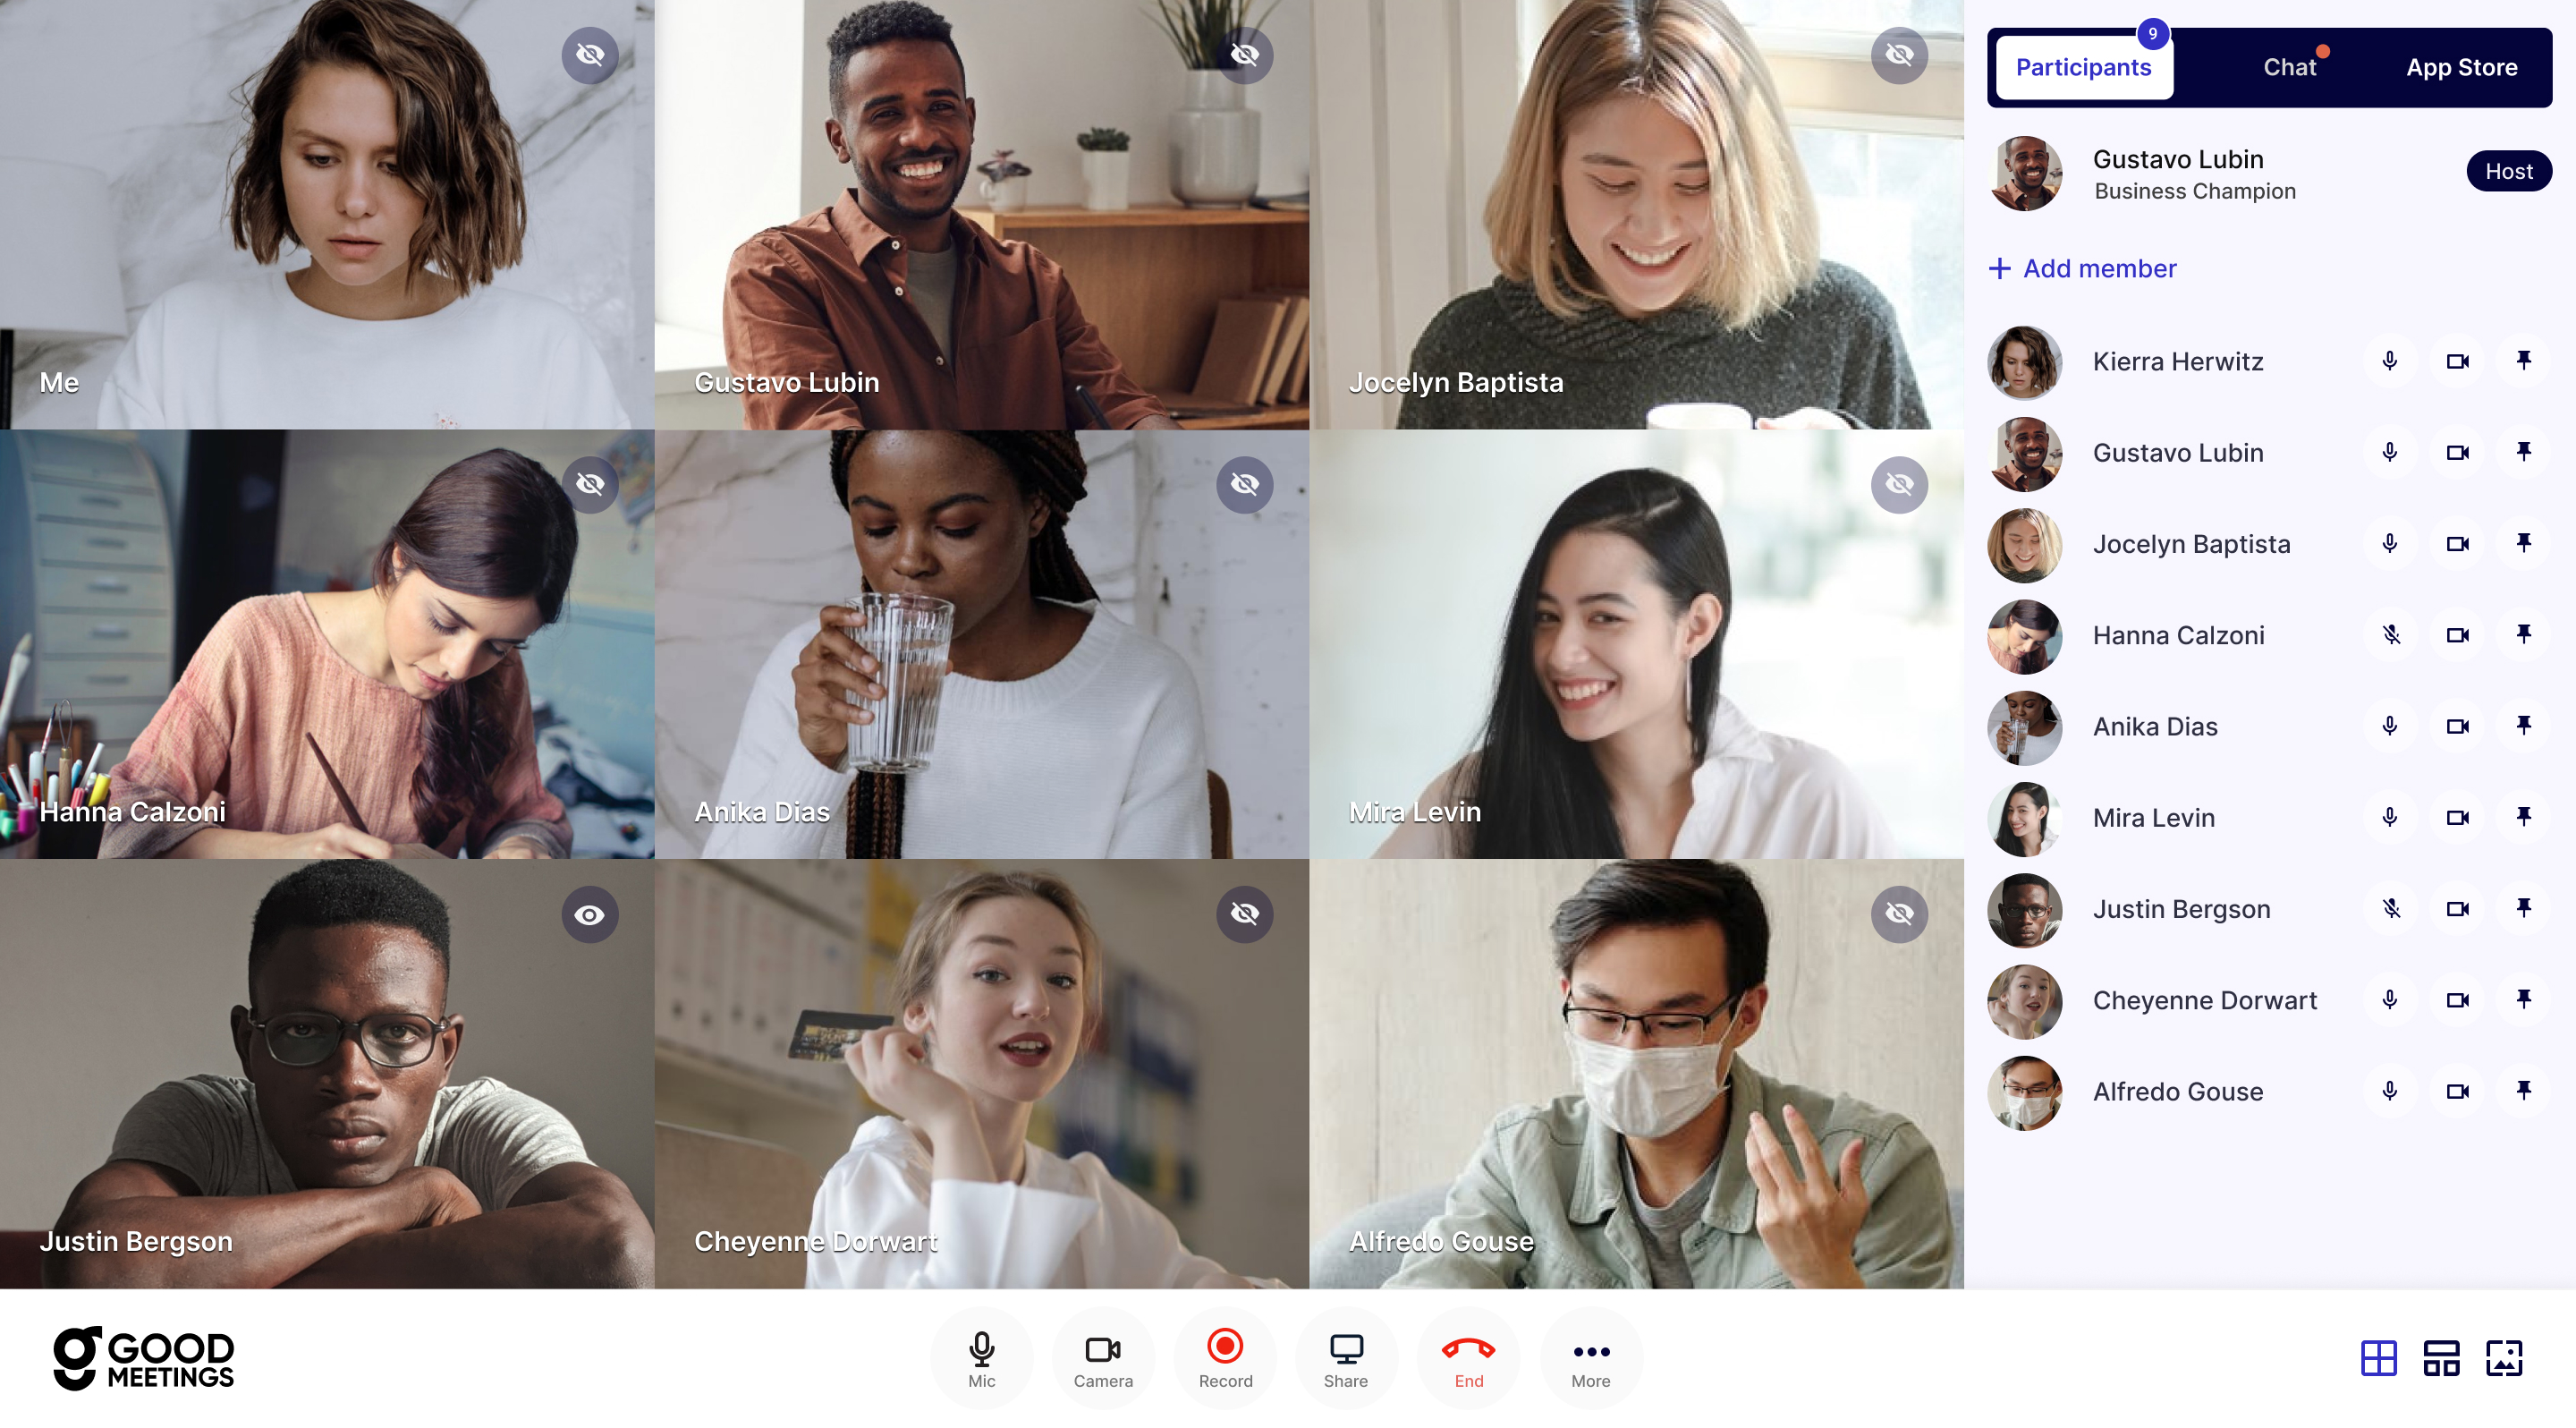 Me
Gustavo Lubin
Jocelyn Baptista
Hanna Calzoni
Anika Dias
Mira Levin
Justin Bergson
Cheyenne Dorwart
Alfredo Gouse
Participants
9
Chat
App Store
Gustavo Lubin
Business Champion
Host
Add member
Kierra Herwitz
Gustavo Lubin
Jocelyn Baptista
Hanna Calzoni
Anika Dias
Mira Levin
Justin Bergson
Cheyenne Dorwart
Alfredo Gouse
g GOOD
MEETINGS
Mic
Camera
Record
Share
End
More